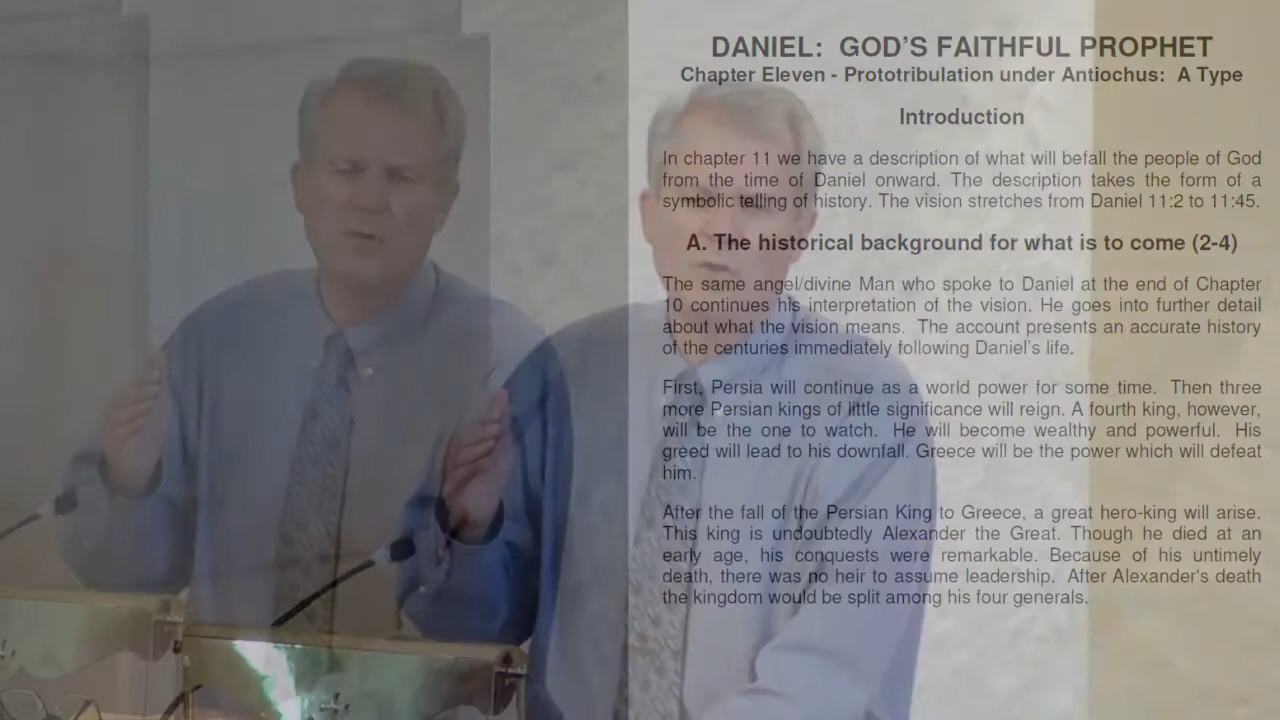 DANIEL:  GOD'S FAITHFUL PROPHET
Chapter Eleven - Prototribulation under Antiochus:  A Type
Introduction
In chapter 11 we have a description of what will befall the people of God
from the time of Daniel onward. The description takes the form of a
symbolic telling of history. The vision stretches from Daniel 11:2 to 11:45.
A. The historical background for what is to come (2-4)
The same angel/divine Man who spoke to Daniel at the end of Chapter
10 continues his interpretation of the vision. He goes into further detail
about what the vision means.  The account presents an accurate history
of the centuries immediately following Daniel's life.
First, Persia will continue as a world power for some time.  Then three
more Persian kings of little significance will reign. A fourth king, however,
will be the one to watch.  He will become wealthy and powerful.  His
greed will lead to his downfall. Greece will be the power which will defeat
him.
After the fall of the Persian King to Greece, a great hero-king will arise.
This king is undoubtedly Alexander the Great. Though he died at an
early age, his conquests were remarkable. Because of his untimely
death, there was no heir to assume leadership.  After Alexander's death
the kingdom would be split among his four generals.